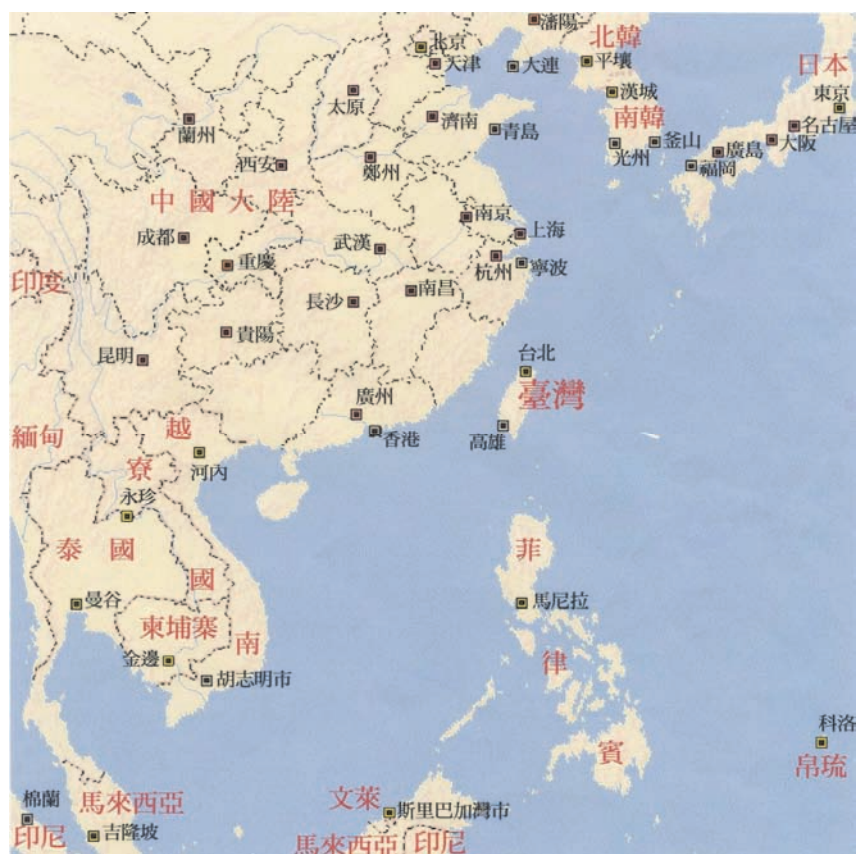 瀋陽
北韓
北京
天津
大連
平壤
日本
東京
太原
漢城
南韓
蘭州
濟南
青島
釜山
名古屋
大阪
廣島
福岡
光州
西安
鄭州
中國大陸
南京
上海
成都
武漢
重慶
杭州
寧波
印度
長沙
南昌
貴陽
昆明
台北
臺灣
廣州
香港
高雄
緬甸
越南
河內
寮國
永珍
泰國
菲律賓
曼谷
馬尼拉
柬埔寨
金邊
胡志明市
科洛
帛琉
棉蘭
馬來西亞
文萊
斯里巴加灣市
印尼
吉隆坡
馬來西亞
印尼